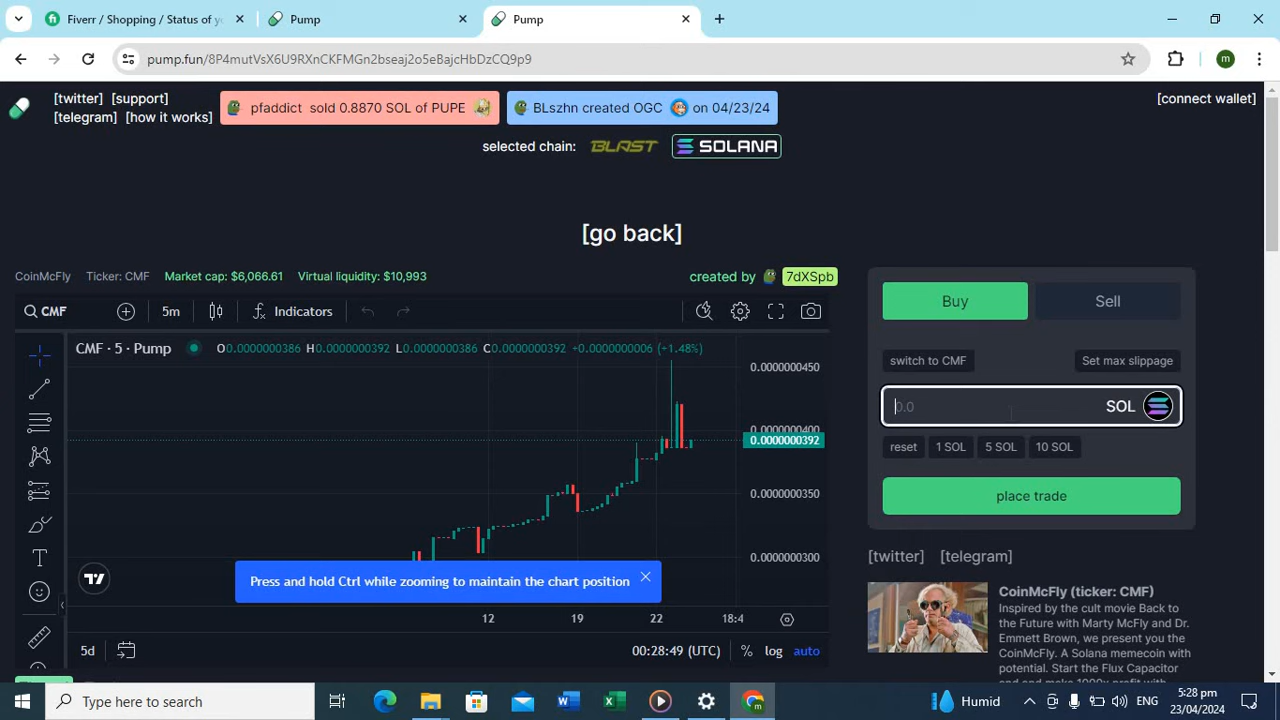 Fiverr / Shopping / Status of y
Pump
Pump
pump.fun/8P4mutVsX6U9RXnCKFMGn2bseaj2o5eBajcHbDzCQ9p9
m
[twitter] [support]
[telegram] [how it works]
pfaddict sold 0.8870 SOL of PUPE
BLszhn created OGC on 04/23/24
[connect wallet]
selected chain: BLAST SOLANA
[go back]
CoinMcFly Ticker: CMF Market cap: $6,066.61 Virtual liquidity: $10,993 created by 7dXSpb
CMF 5m Indicators
CMF · 5 · Pump O0.0000000386 H0.0000000392 L0.0000000386 C0.0000000392 +0.0000000006 (+1.48%)
0.0000000450
0.0000000400
0.0000000392
0.0000000350
0.0000000300
Press and hold Ctrl while zooming to maintain the chart position
12 19 22 18:4
5d 00:28:49 (UTC) % log auto
Buy Sell
switch to CMF Set max slippage
0.0 SOL
reset 1 SOL 5 SOL 10 SOL
place trade
[twitter] [telegram]
CoinMcFly (ticker: CMF)
Inspired by the cult movie Back to
the Future with Marty McFly and Dr.
Emmett Brown, we present you the
CoinMcFly. A Solana memecoin with
potential. Start the Flux Capacitor
and and make 1000x profit with
Type here to search
Humid
ENG
5:28 pm
23/04/2024